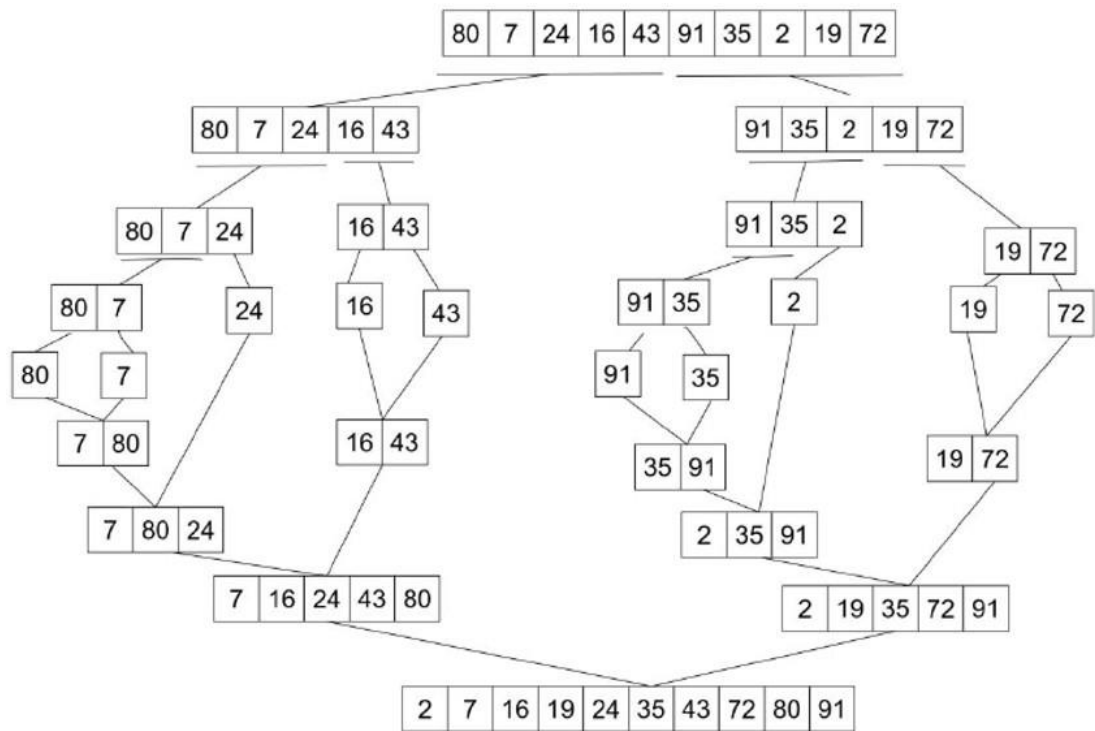 80 7 24 16 43 91 35 2 19 72
80 7 24 16 43
91 35 2 19 72
80 7 24
16 43
91 35 2
19 72
80 7
24
16
43
91 35
2
19
72
80
7
91
35
7 80
16 43
35 91
19 72
7 80 24
2 35 91
7 16 24 43 80
2 19 35 72 91
2 7 16 19 24 35 43 72 80 91